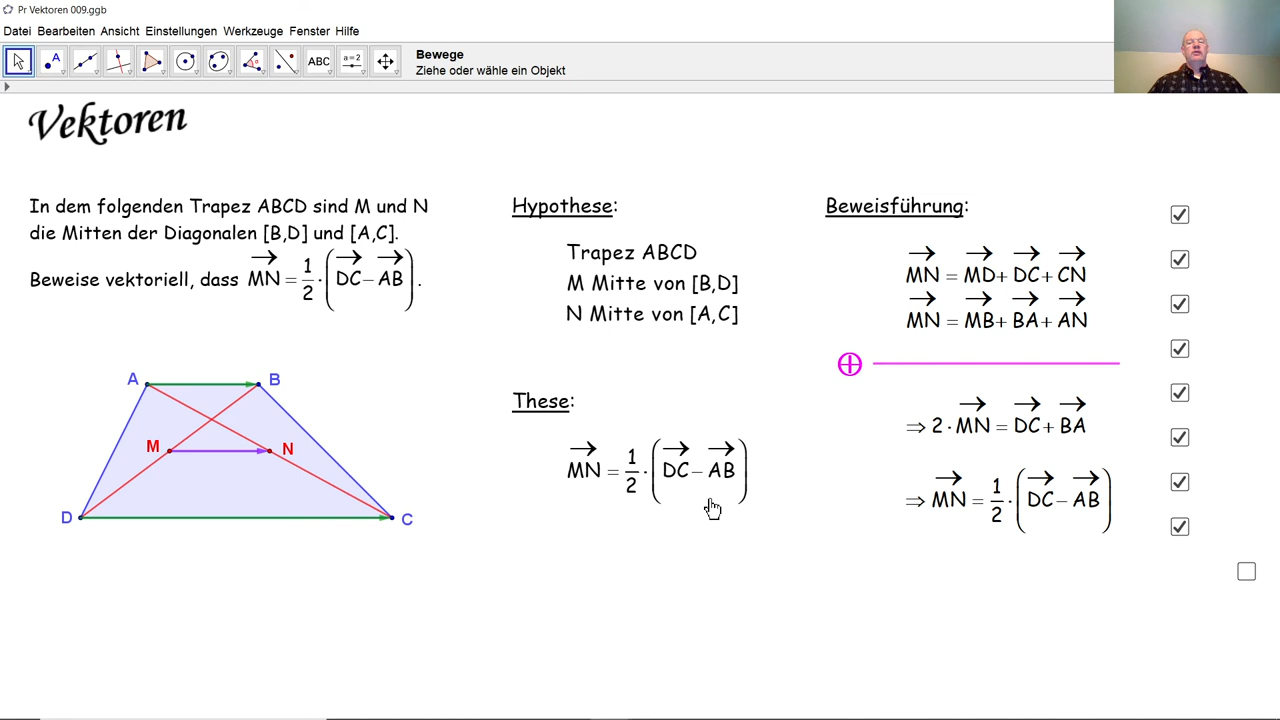 Pr Vektoren 009.ggb
Datei Bearbeiten Ansicht Einstellungen Werkzeuge Fenster Hilfe
A
ABC
a=2
Bewege
Ziehe oder wähle ein Objekt
Vektoren
In dem folgenden Trapez ABCD sind M und N
die Mitten der Diagonalen [B,D] und [A,C].
Beweise vektoriell, dass MN⃗ = 1/2 · (DC⃗ − AB⃗).
A
B
M
N
D
C
Hypothese:
Trapez ABCD
M Mitte von [B,D]
N Mitte von [A,C]
These:
MN⃗ = 1/2 · (DC⃗ − AB⃗)
Beweisführung:
MN⃗ = MD⃗ + DC⃗ + CN⃗
MN⃗ = MB⃗ + BA⃗ + AN⃗
⊕
⇒ 2 · MN⃗ = DC⃗ + BA⃗
⇒ MN⃗ = 1/2 · (DC⃗ − AB⃗)